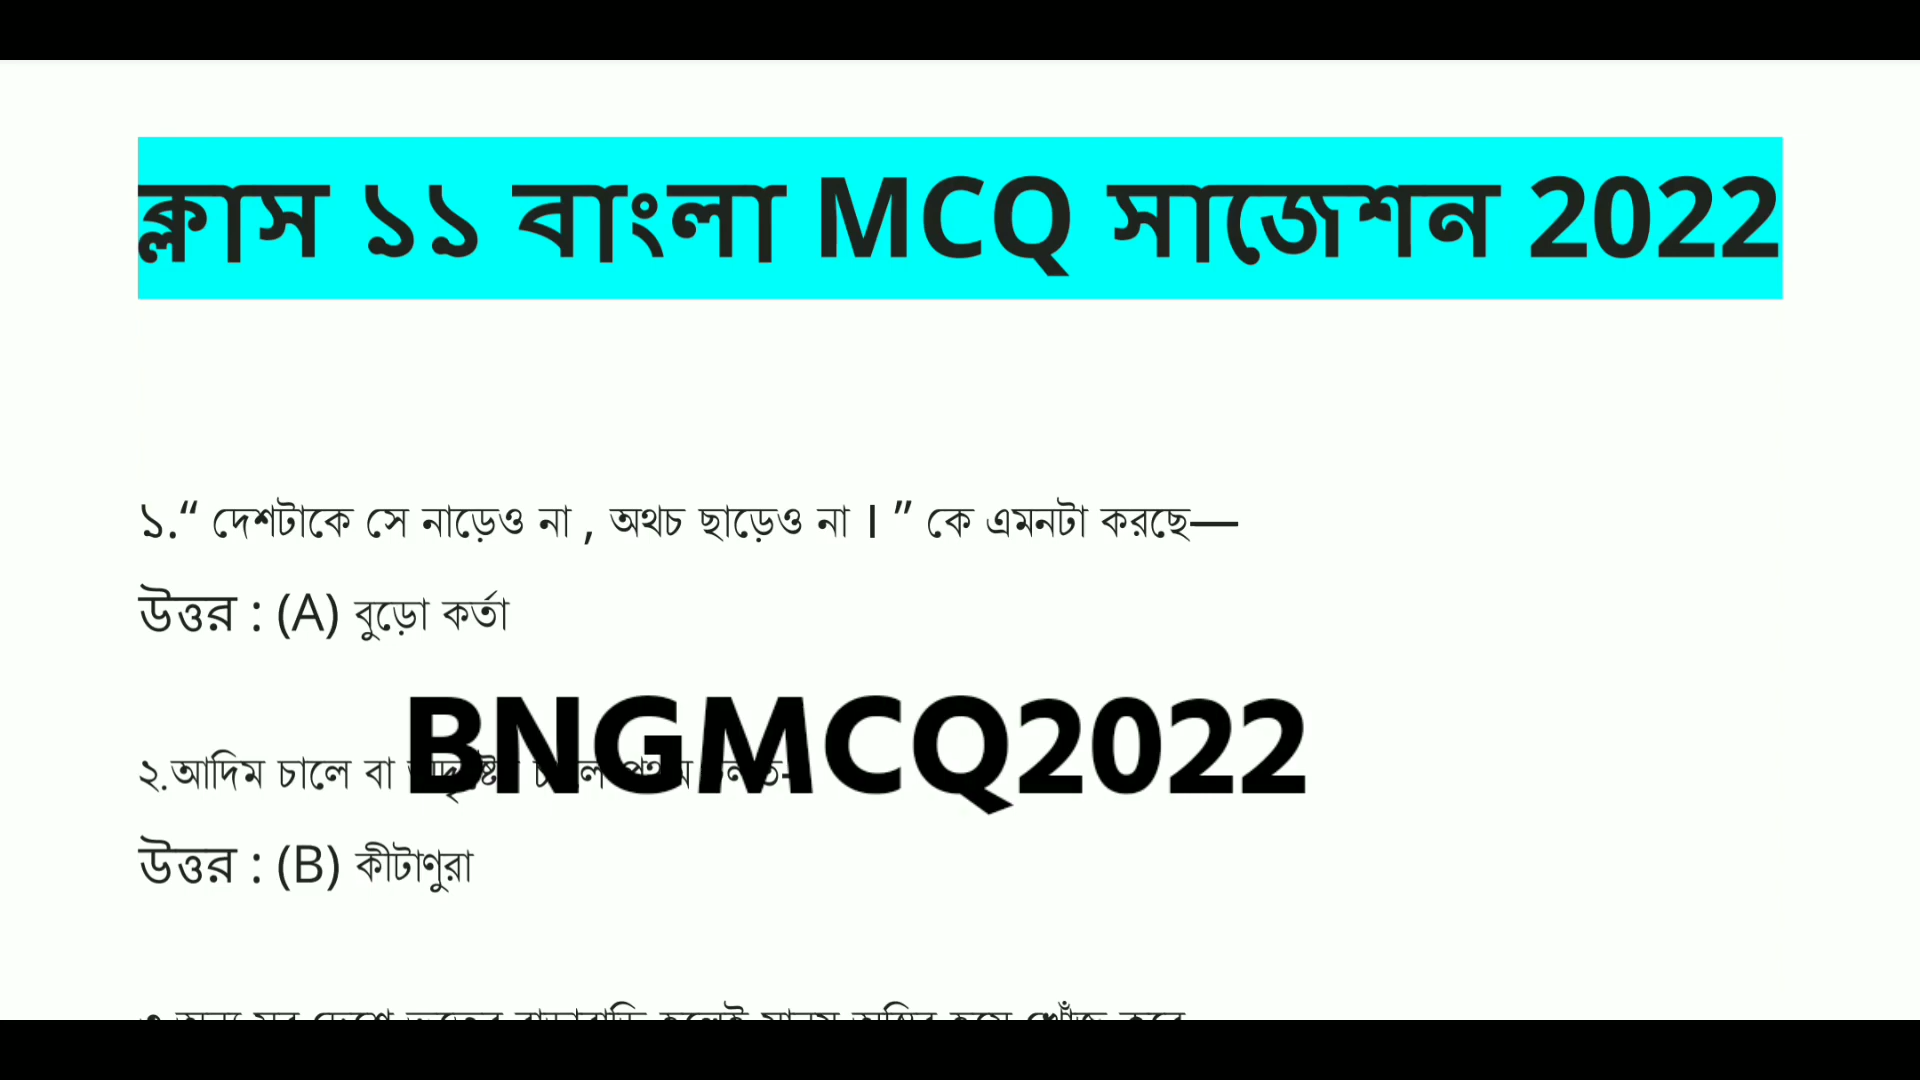 ক্লাস ১১ বাংলা MCQ সাজেশন 2022
১.“ দেশটাকে সে নাড়েও না , অথচ ছাড়েও না । ” কে এমনটা করছে—
উত্তর : (A) বুড়ো কর্তা
BNGMCQ2022
২.আদিম চালে বা
উত্তর : (B) কীটাণুরা